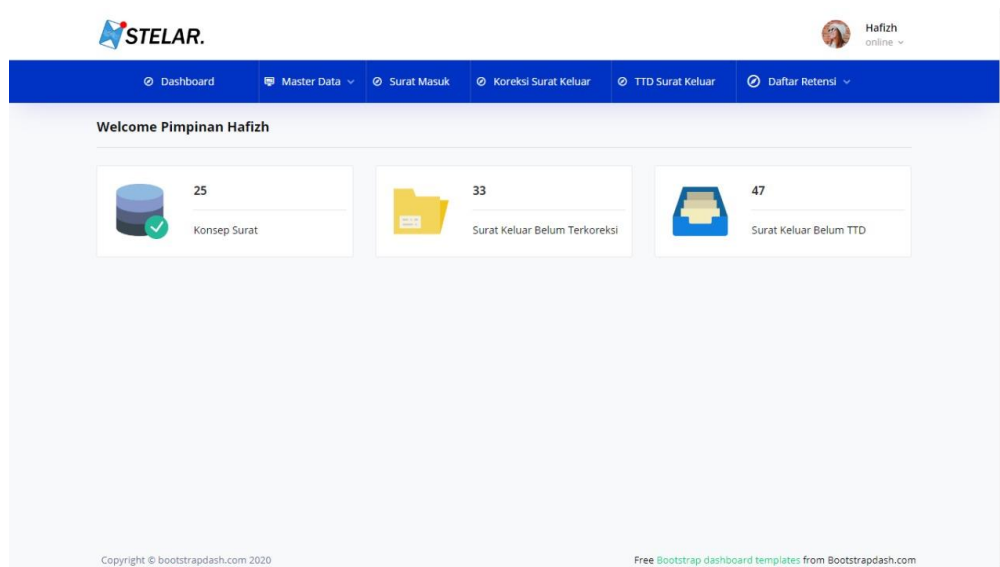 STELAR.
Hafizh
online
Dashboard
Master Data
Surat Masuk
Koreksi Surat Keluar
TTD Surat Keluar
Daftar Retensi
Welcome Pimpinan Hafizh
25
Konsep Surat
33
Surat Keluar Belum Terkoreksi
47
Surat Keluar Belum TTD
Copyright © bootstrapdash.com 2020
Free Bootstrap dashboard templates from Bootstrapdash.com